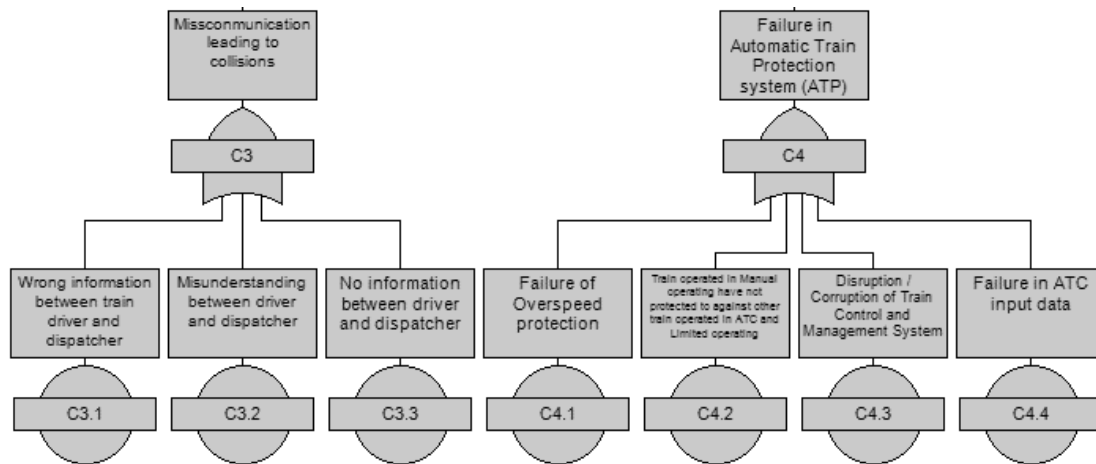 Missconmunication
leading to
collisions
Failure in
Automatic Train
Protection
system (ATP)
C3
C4
Wrong information
between train
driver and
dispatcher
Misunderstanding
between driver
and dispatcher
No information
between driver
and dispatcher
Failure of
Overspeed
protection
Train operated in Manual
operating have not
protected to against other
train operated in ATC and
Limited operating
Disruption /
Corruption of Train
Control and
Management System
Failure in ATC
input data
C3.1
C3.2
C3.3
C4.1
C4.2
C4.3
C4.4